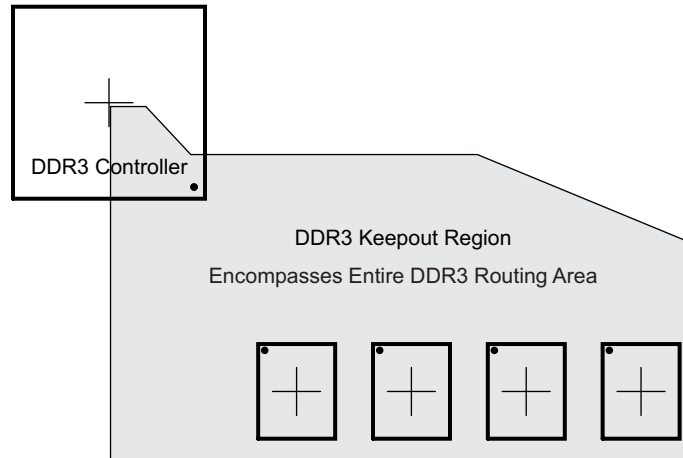 DDR3 Controller
DDR3 Keepout Region
Encompasses Entire DDR3 Routing Area